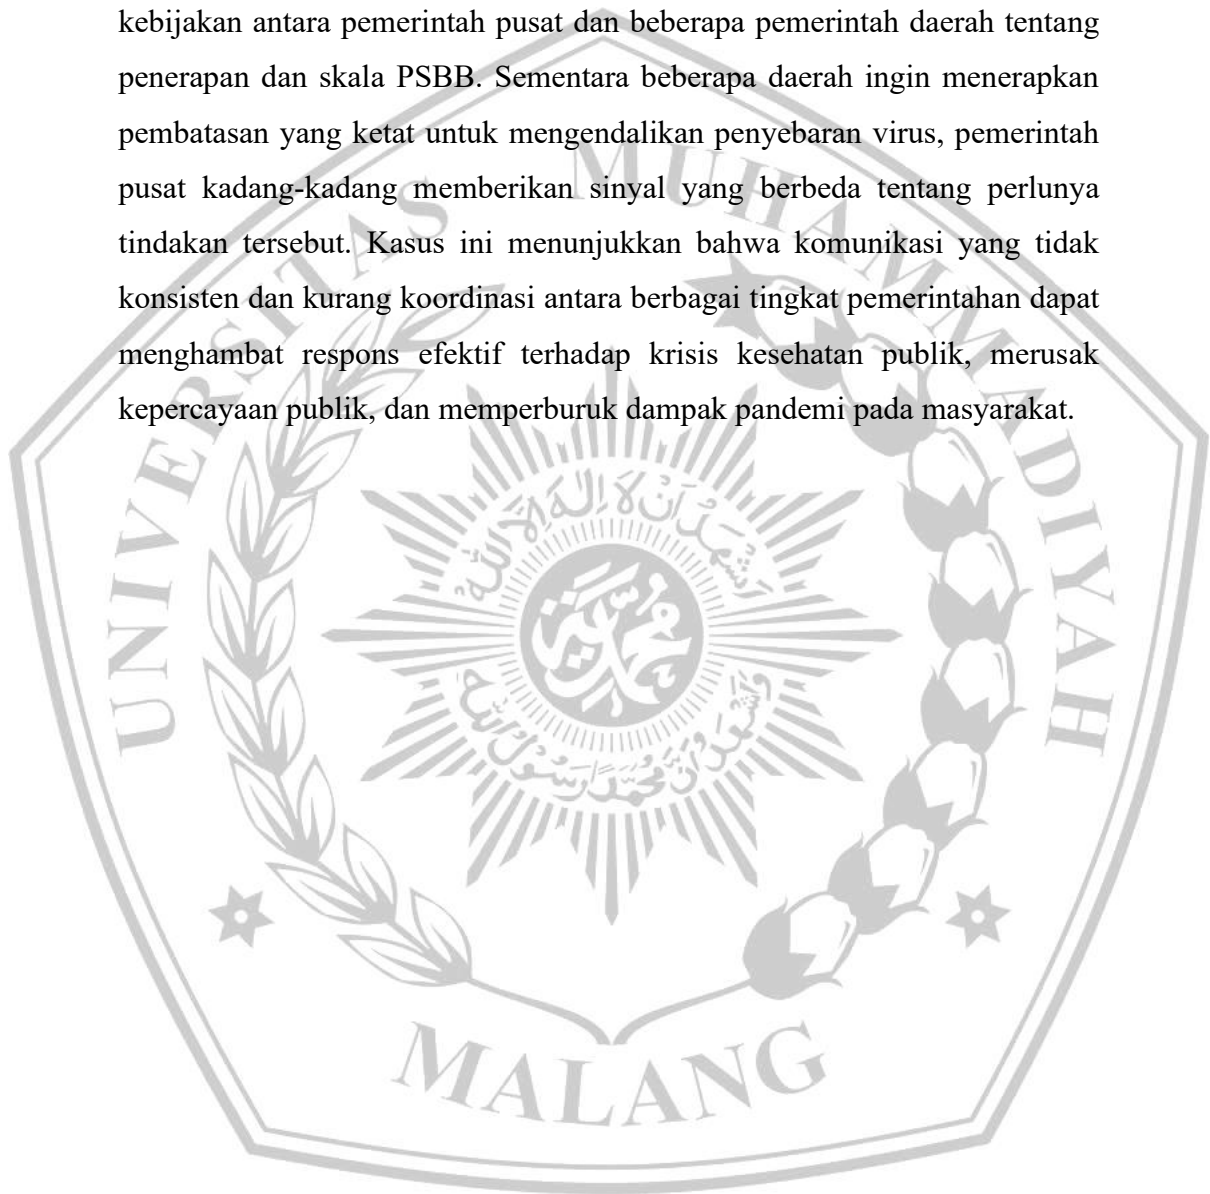 kebijakan antara pemerintah pusat dan beberapa pemerintah daerah tentang
penerapan dan skala PSBB. Sementara beberapa daerah ingin menerapkan
pembatasan yang ketat untuk mengendalikan penyebaran virus, pemerintah
pusat kadang-kadang memberikan sinyal yang berbeda tentang perlunya
tindakan tersebut. Kasus ini menunjukkan bahwa komunikasi yang tidak
konsisten dan kurang koordinasi antara berbagai tingkat pemerintahan dapat
menghambat respons efektif terhadap krisis kesehatan publik, merusak
kepercayaan publik, dan memperburuk dampak pandemi pada masyarakat.
UNIVERSITAS MUHAMMADIYAH
MALANG